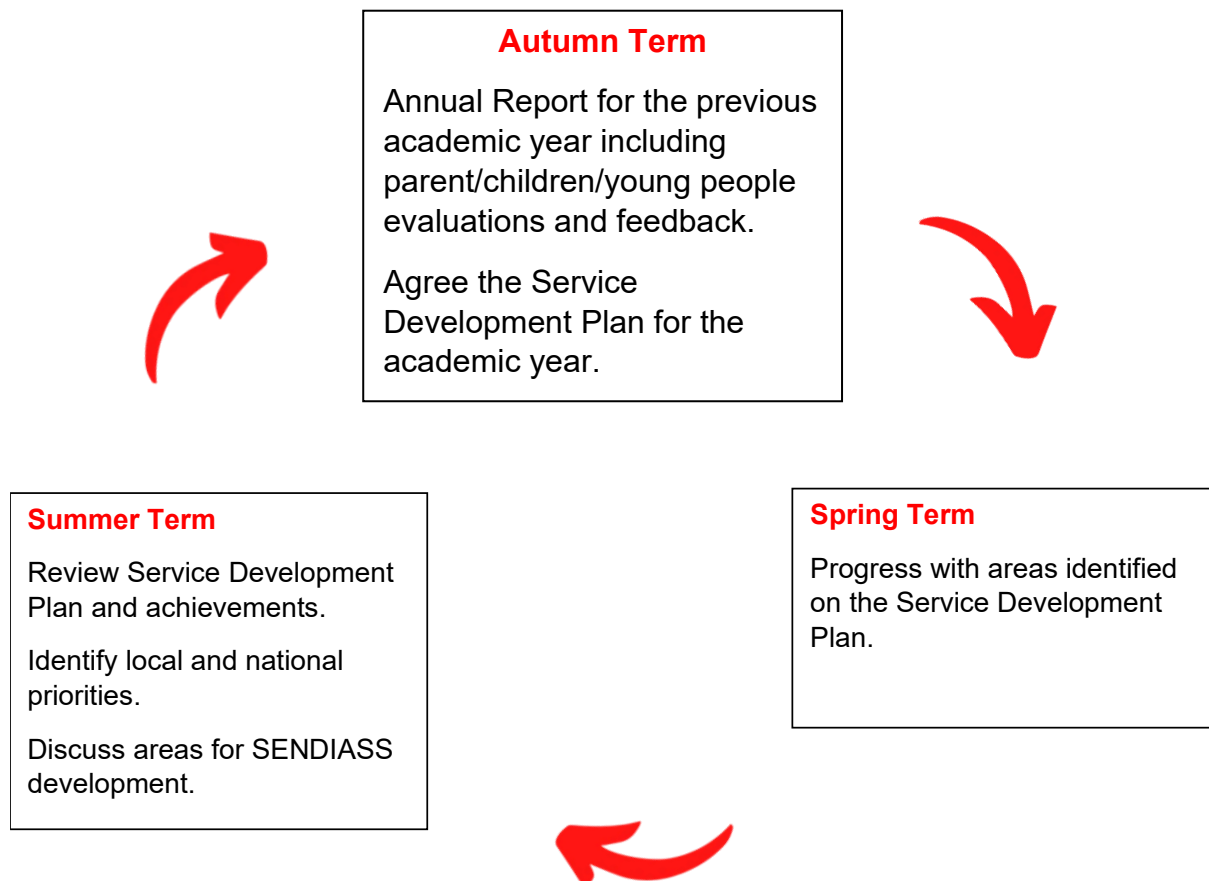 Autumn Term
Annual Report for the previous
academic year including
parent/children/young people
evaluations and feedback.
Agree the Service
Development Plan for the
academic year.
Spring Term
Progress with areas identified
on the Service Development
Plan.
Summer Term
Review Service Development
Plan and achievements.
Identify local and national
priorities.
Discuss areas for SENDIASS
development.